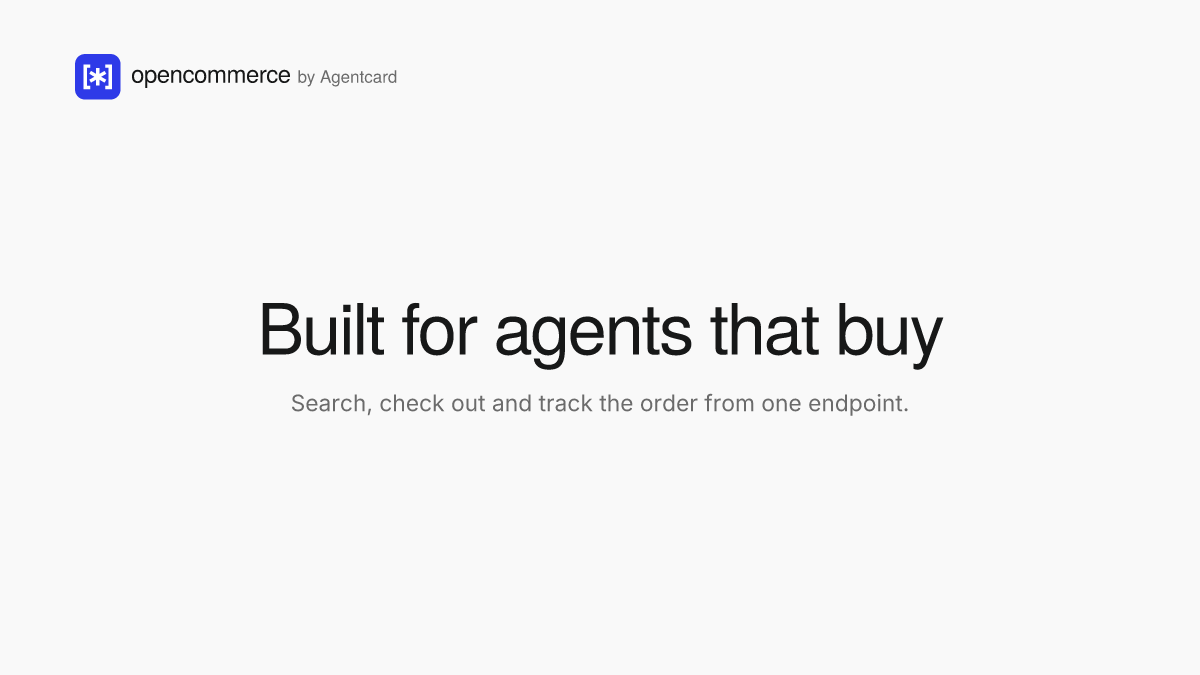 [*] opencommerce by Agentcard
Built for agents that buy
Search, check out and track the order from one endpoint.